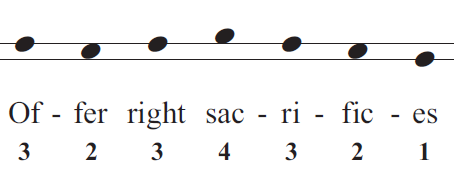 Of - fer right sac - ri - fic - es
3 2 3 4 3 2 1